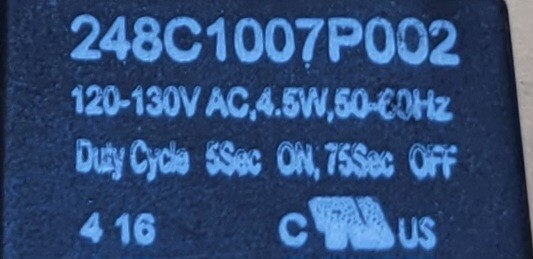 248C1007P002
120-130V AC,4.5W,50-60Hz
Duty Cycle 5Sec ON, 75Sec OFF
4 16 C US